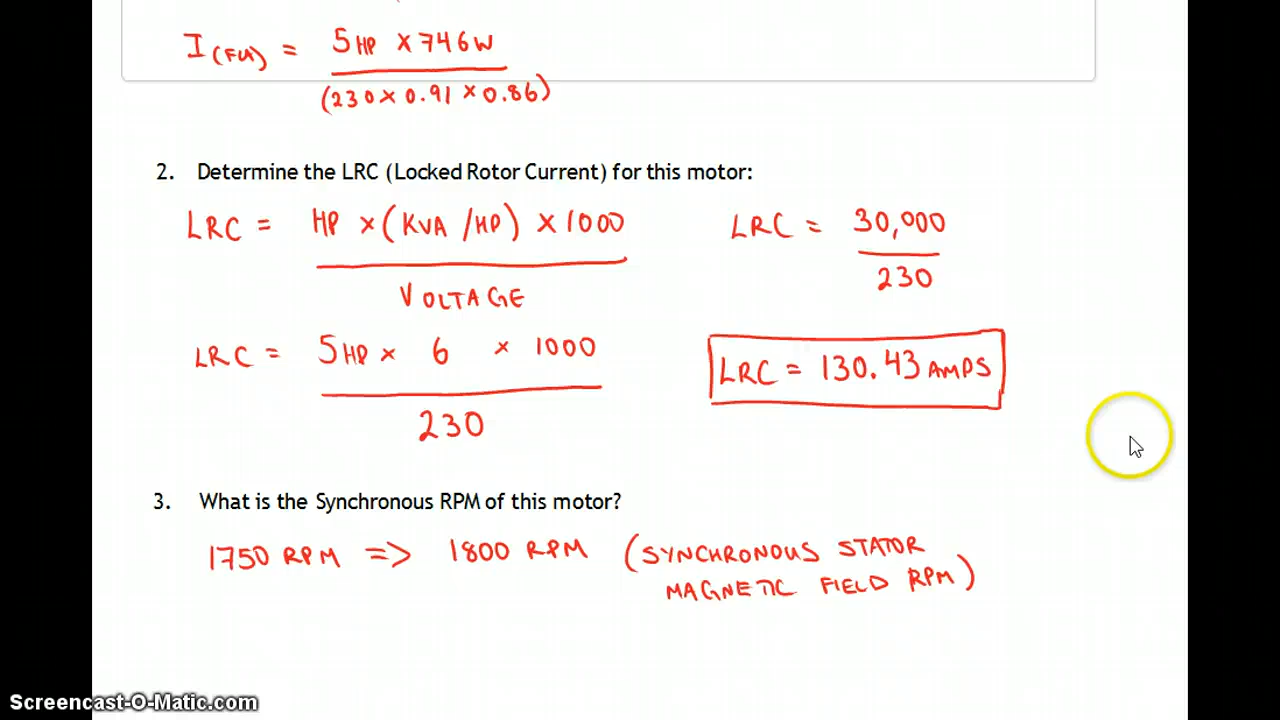 I(FLA) = 5HP × 746W
(230 × 0.91 × 0.86)
2. Determine the LRC (Locked Rotor Current) for this motor:
LRC = HP × (KVA/HP) × 1000
VOLTAGE
LRC = 30,000
230
LRC = 5HP × 6 × 1000
230
LRC = 130.43 AMPS
3. What is the Synchronous RPM of this motor?
1750 RPM => 1800 RPM (SYNCHRONOUS STATOR
MAGNETIC FIELD RPM)
Screencast-O-Matic.com